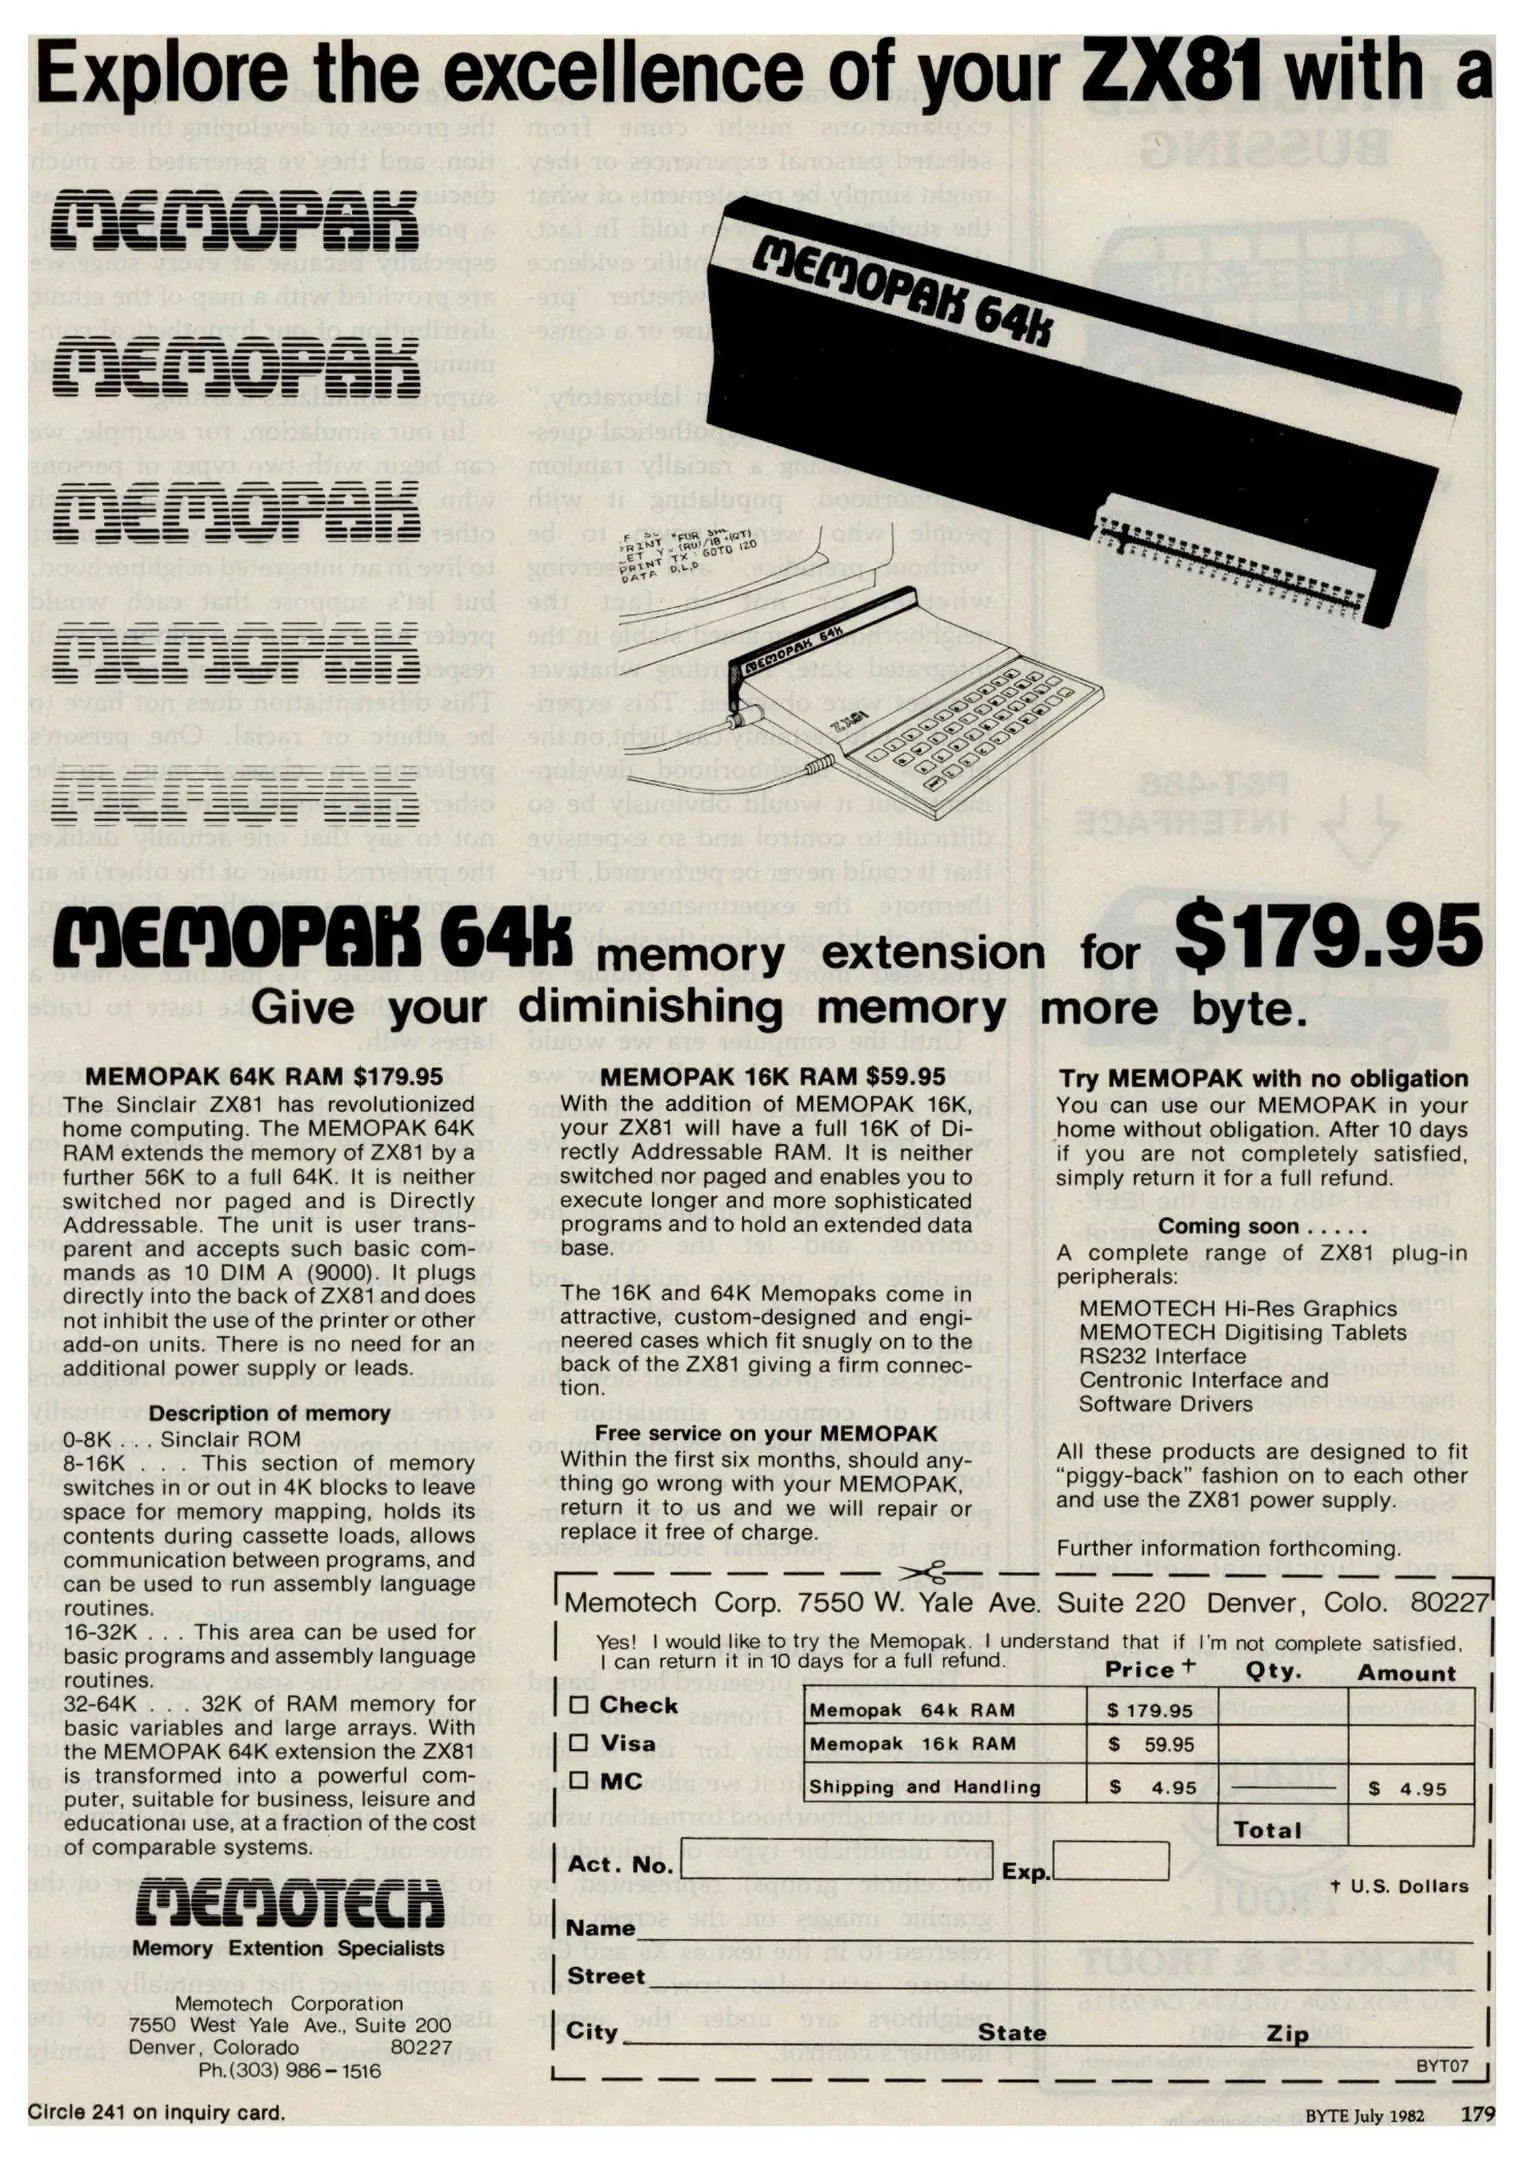 Explore the excellence of your ZX81 with a
MEMOPAK
MEMOPAK
MEMOPAK
MEMOPAK
MEMOPAK
MEMOPAK 64K
PRINT TX : GOTO 120
DATA D,L,D
MEMOPAK 64K
ZX81
MEMOPAK 64K memory extension for $179.95
Give your diminishing memory more byte.
MEMOPAK 64K RAM $179.95
The Sinclair ZX81 has revolutionized
home computing. The MEMOPAK 64K
RAM extends the memory of ZX81 by a
further 56K to a full 64K. It is neither
switched nor paged and is Directly
Addressable. The unit is user trans-
parent and accepts such basic com-
mands as 10 DIM A (9000). It plugs
directly into the back of ZX81 and does
not inhibit the use of the printer or other
add-on units. There is no need for an
additional power supply or leads.
Description of memory
0-8K . . . Sinclair ROM
8-16K . . . This section of memory
switches in or out in 4K blocks to leave
space for memory mapping, holds its
contents during cassette loads, allows
communication between programs, and
can be used to run assembly language
routines.
16-32K . . . This area can be used for
basic programs and assembly language
routines.
32-64K . . . 32K of RAM memory for
basic variables and large arrays. With
the MEMOPAK 64K extension the ZX81
is transformed into a powerful com-
puter, suitable for business, leisure and
educational use, at a fraction of the cost
of comparable systems.
MEMOTECH
Memory Extention Specialists
Memotech Corporation
7550 West Yale Ave., Suite 200
Denver, Colorado 80227
Ph.(303) 986-1516
MEMOPAK 16K RAM $59.95
With the addition of MEMOPAK 16K,
your ZX81 will have a full 16K of Di-
rectly Addressable RAM. It is neither
switched nor paged and enables you to
execute longer and more sophisticated
programs and to hold an extended data
base.
The 16K and 64K Memopaks come in
attractive, custom-designed and engi-
neered cases which fit snugly on to the
back of the ZX81 giving a firm connec-
tion.
Free service on your MEMOPAK
Within the first six months, should any-
thing go wrong with your MEMOPAK,
return it to us and we will repair or
replace it free of charge.
Try MEMOPAK with no obligation
You can use our MEMOPAK in your
home without obligation. After 10 days
if you are not completely satisfied,
simply return it for a full refund.
Coming soon . . . . .
A complete range of ZX81 plug-in
peripherals:
MEMOTECH Hi-Res Graphics
MEMOTECH Digitising Tablets
RS232 Interface
Centronic Interface and
Software Drivers
All these products are designed to fit
"piggy-back" fashion on to each other
and use the ZX81 power supply.
Further information forthcoming.
Memotech Corp. 7550 W. Yale Ave. Suite 220 Denver, Colo. 80227
Yes! I would like to try the Memopak. I understand that if I'm not complete satisfied,
I can return it in 10 days for a full refund.
Price† Qty. Amount
☐ Check Memopak 64k RAM $ 179.95
☐ Visa Memopak 16k RAM $ 59.95
☐ MC Shipping and Handling $ 4.95 $ 4.95
Total
Act. No. Exp.
† U.S. Dollars
Name
Street
City State Zip
BYT07
Circle 241 on inquiry card.
BYTE July 1982 179